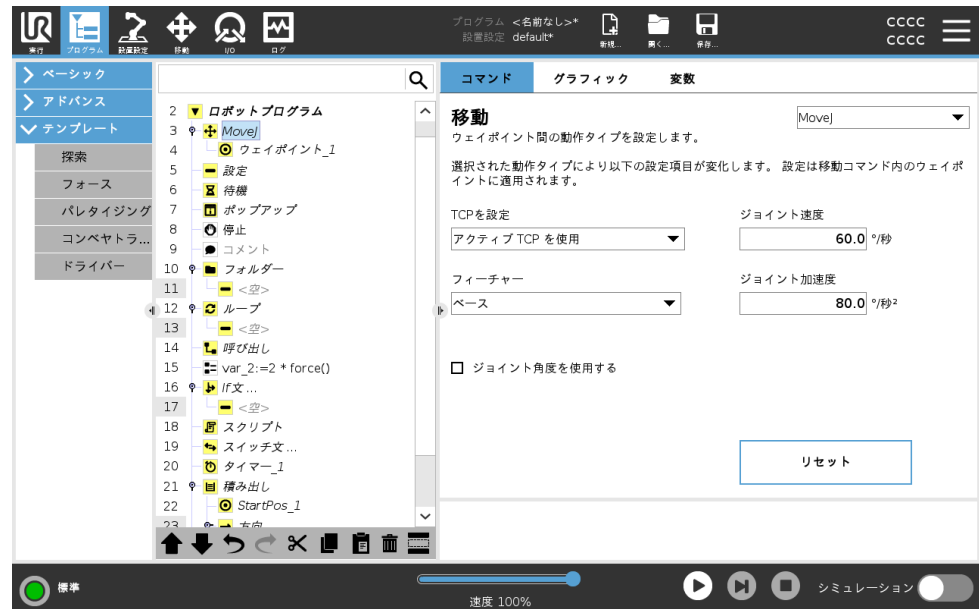 UR
実行
プログラム
設置設定
移動
I/O
ログ
プログラム <名前なし>*
設置設定 default*
新規...
開く...
保存...
CCCC
CCCC
ベーシック
アドバンス
テンプレート
探索
フォース
パレタイジング
コンベヤトラ...
ドライバー
2 ロボットプログラム
3 MoveJ
4 ウェイポイント_1
5 設定
6 待機
7 ポップアップ
8 停止
9 コメント
10 フォルダー
11 <空>
12 ループ
13 <空>
14 呼び出し
15 var_2:=2 * force()
16 If文 ...
17 <空>
18 スクリプト
19 スイッチ文 ...
20 タイマー_1
21 積み出し
22 StartPos_1
23 方向
コマンド
グラフィック
変数
移動
MoveJ
ウェイポイント間の動作タイプを設定します。
選択された動作タイプにより以下の設定項目が変化します。 設定は移動コマンド内のウェイポ
イントに適用されます。
TCPを設定
ジョイント速度
アクティブ TCP を使用
60.0 °/秒
フィーチャー
ジョイント加速度
ベース
80.0 °/秒²
ジョイント角度を使用する
リセット
標準
速度 100%
シミュレーション